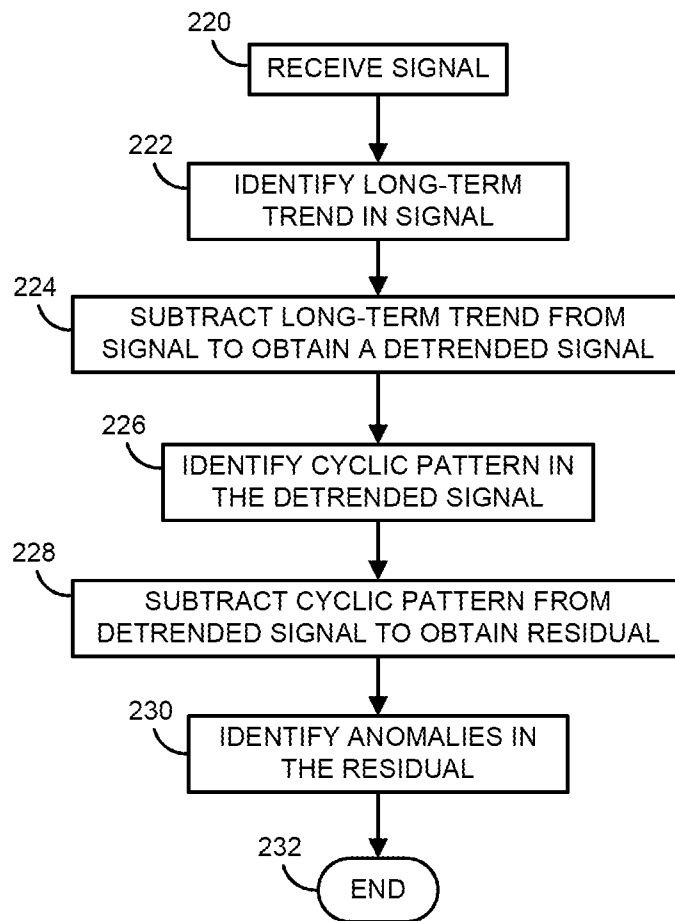 220
RECEIVE SIGNAL
222
IDENTIFY LONG-TERM
TREND IN SIGNAL
224
SUBTRACT LONG-TERM TREND FROM
SIGNAL TO OBTAIN A DETRENDED SIGNAL
226
IDENTIFY CYCLIC PATTERN IN
THE DETRENDED SIGNAL
228
SUBTRACT CYCLIC PATTERN FROM
DETRENDED SIGNAL TO OBTAIN RESIDUAL
230
IDENTIFY ANOMALIES IN
THE RESIDUAL
232
END